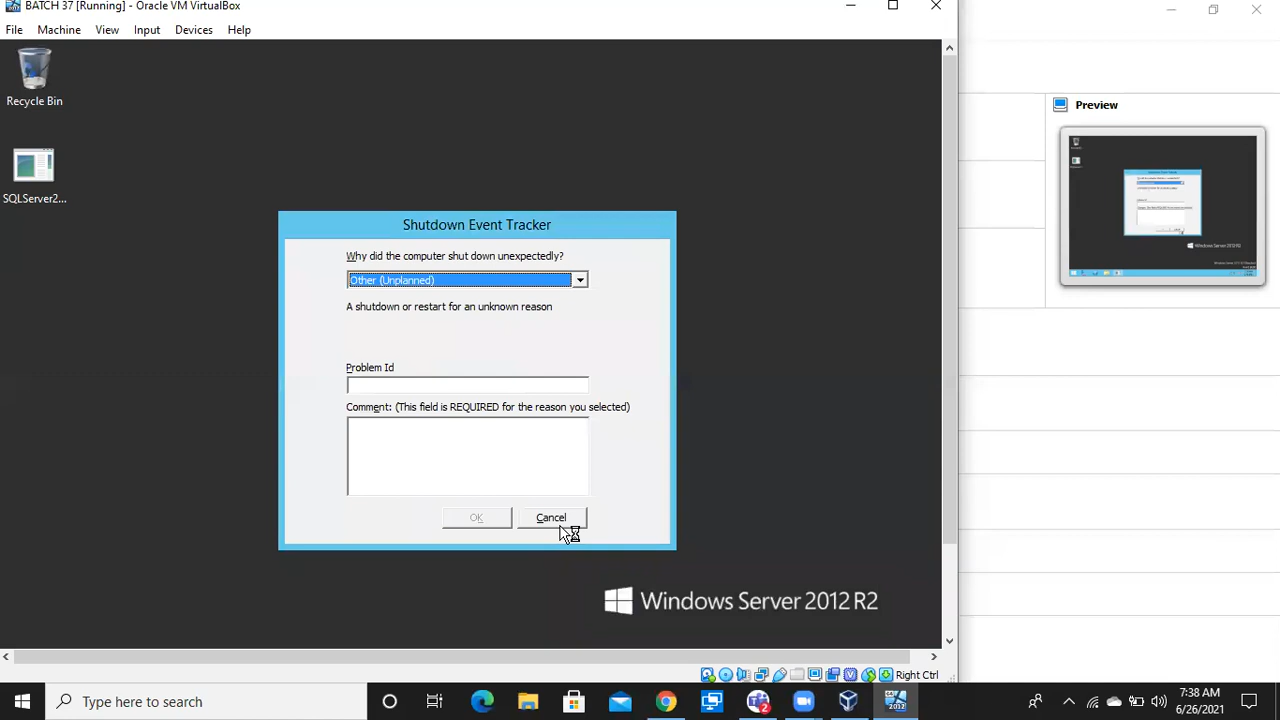 BATCH 37 [Running] - Oracle VM VirtualBox
File Machine View Input Devices Help
Recycle Bin
SQLServer2...
Shutdown Event Tracker
Why did the computer shut down unexpectedly?
Other (Unplanned)
A shutdown or restart for an unknown reason
Problem Id
Comment: (This field is REQUIRED for the reason you selected)
OK Cancel
Windows Server 2012 R2
Right Ctrl
Preview
Type here to search
2
2012
7:38 AM
6/26/2021